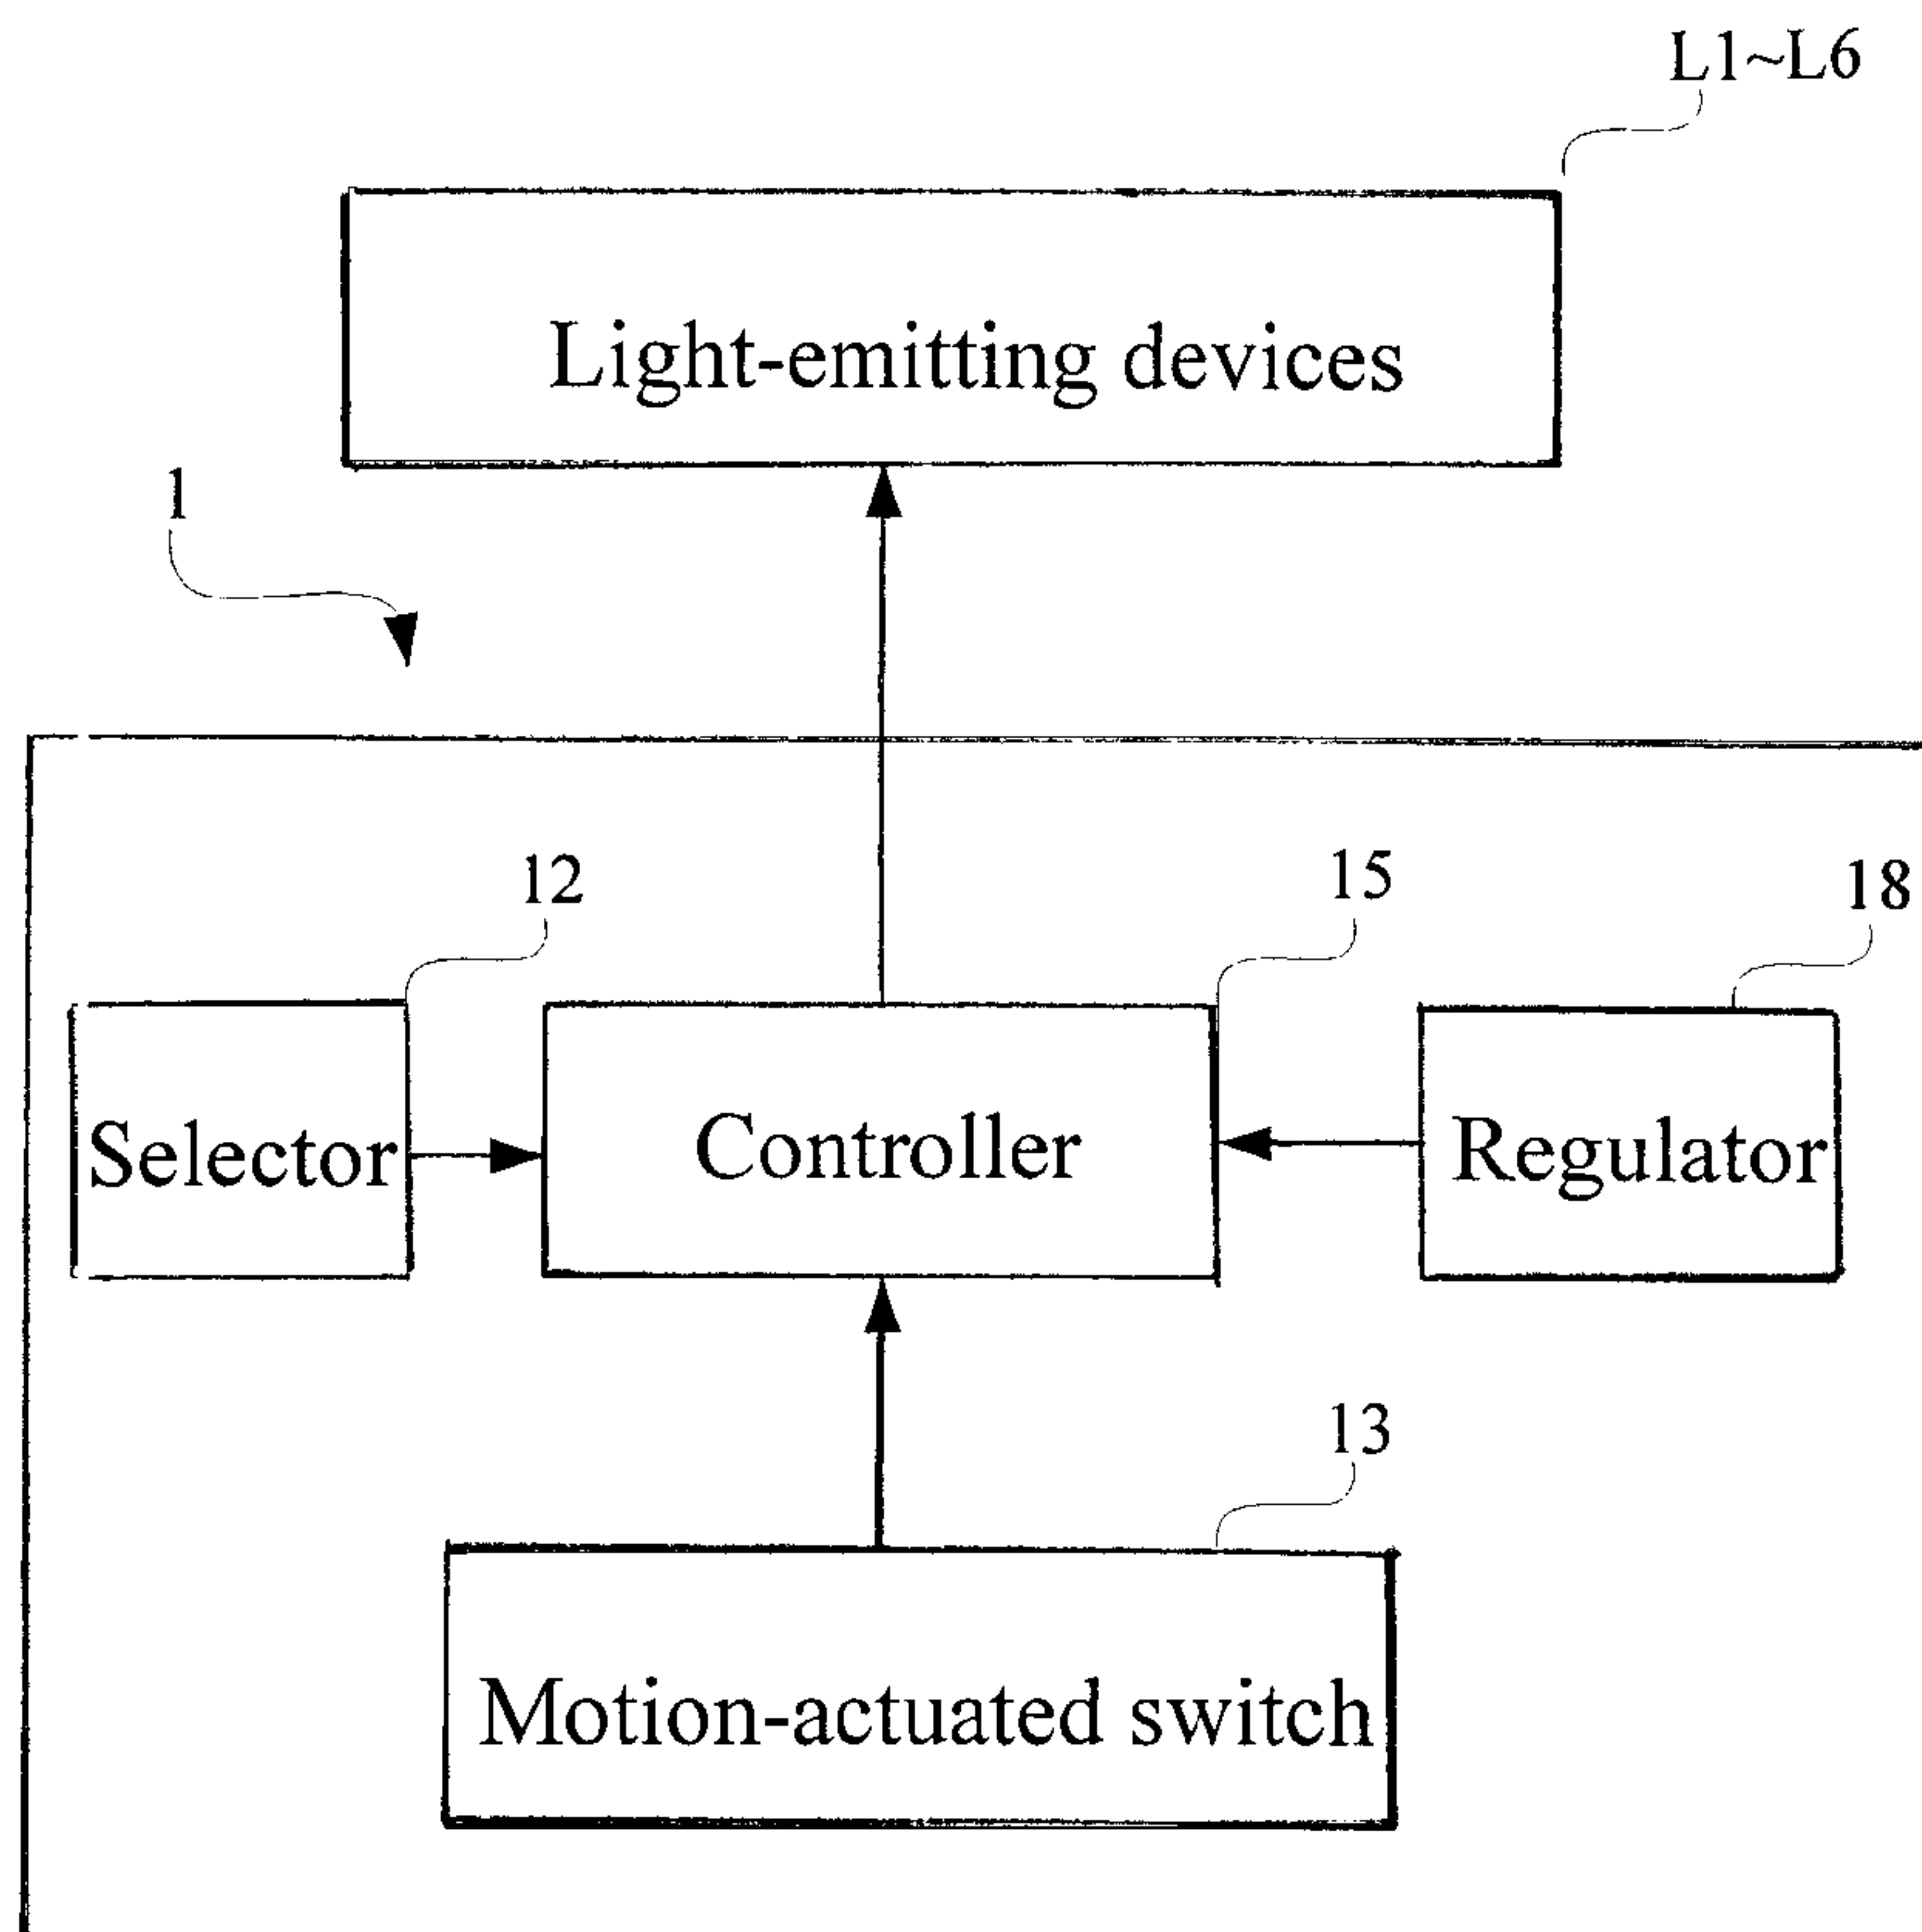 L1~L6
Light-emitting devices
1
12
15
18
Selector
Controller
Regulator
13
Motion-actuated switch